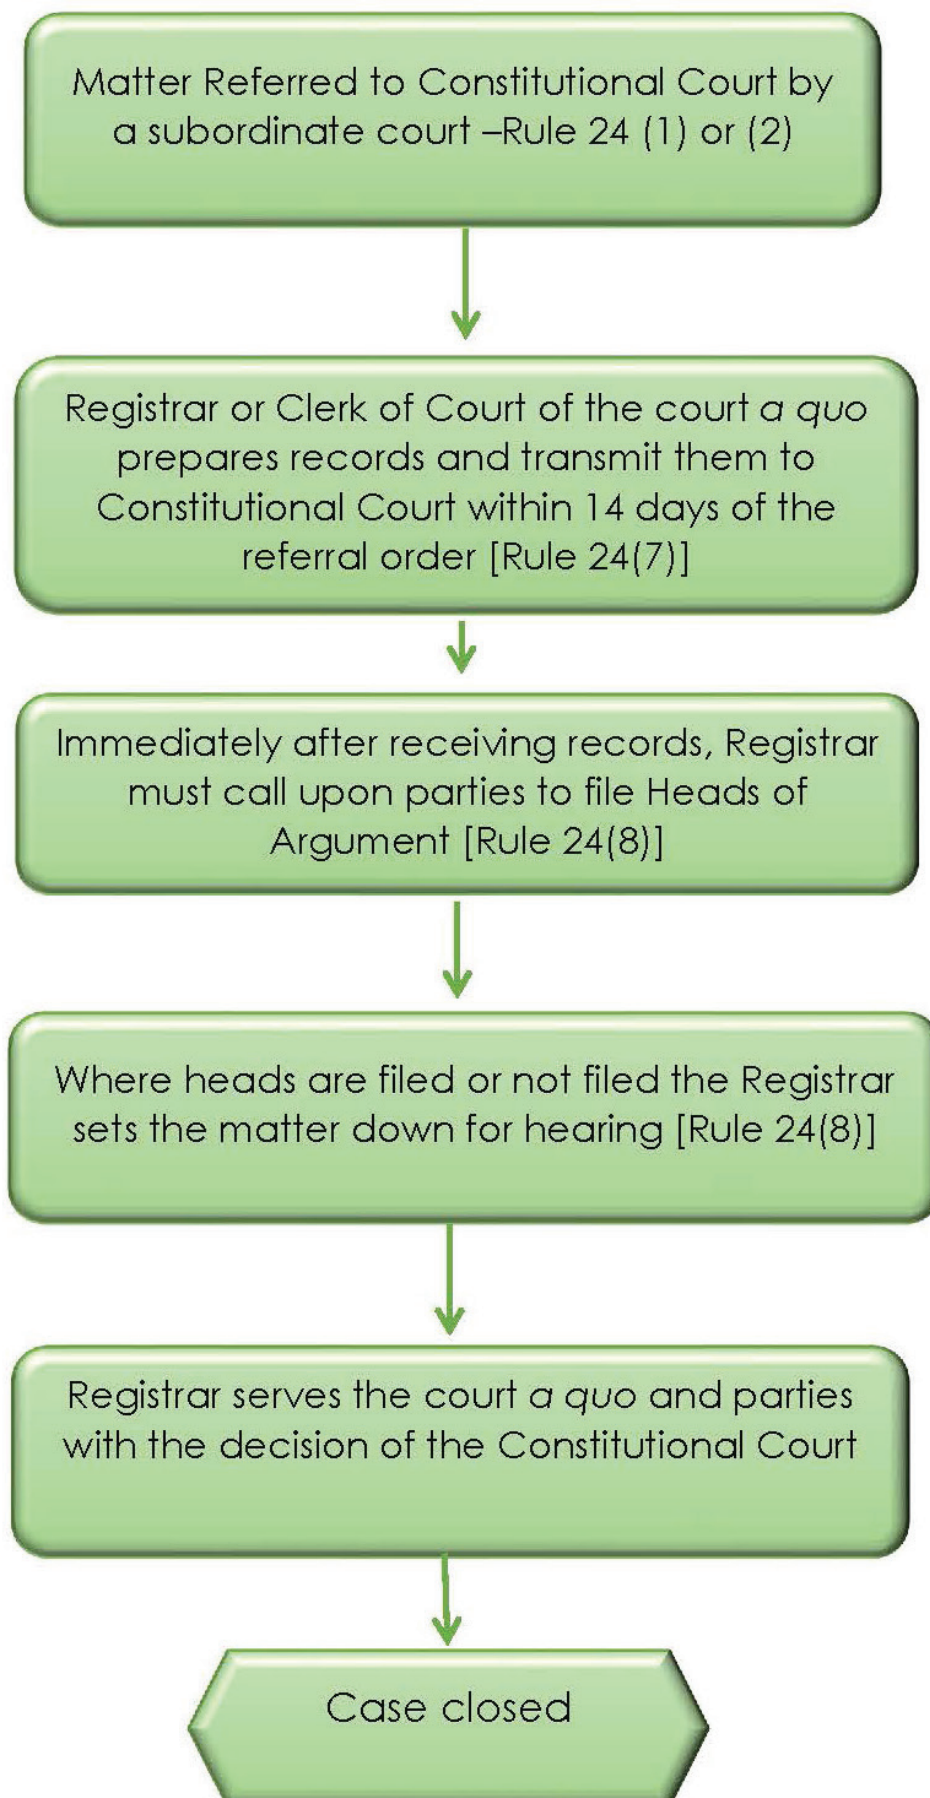 Matter Referred to Constitutional Court by
a subordinate court –Rule 24 (1) or (2)
Registrar or Clerk of Court of the court a quo
prepares records and transmit them to
Constitutional Court within 14 days of the
referral order [Rule 24(7)]
Immediately after receiving records, Registrar
must call upon parties to file Heads of
Argument [Rule 24(8)]
Where heads are filed or not filed the Registrar
sets the matter down for hearing [Rule 24(8)]
Registrar serves the court a quo and parties
with the decision of the Constitutional Court
Case closed